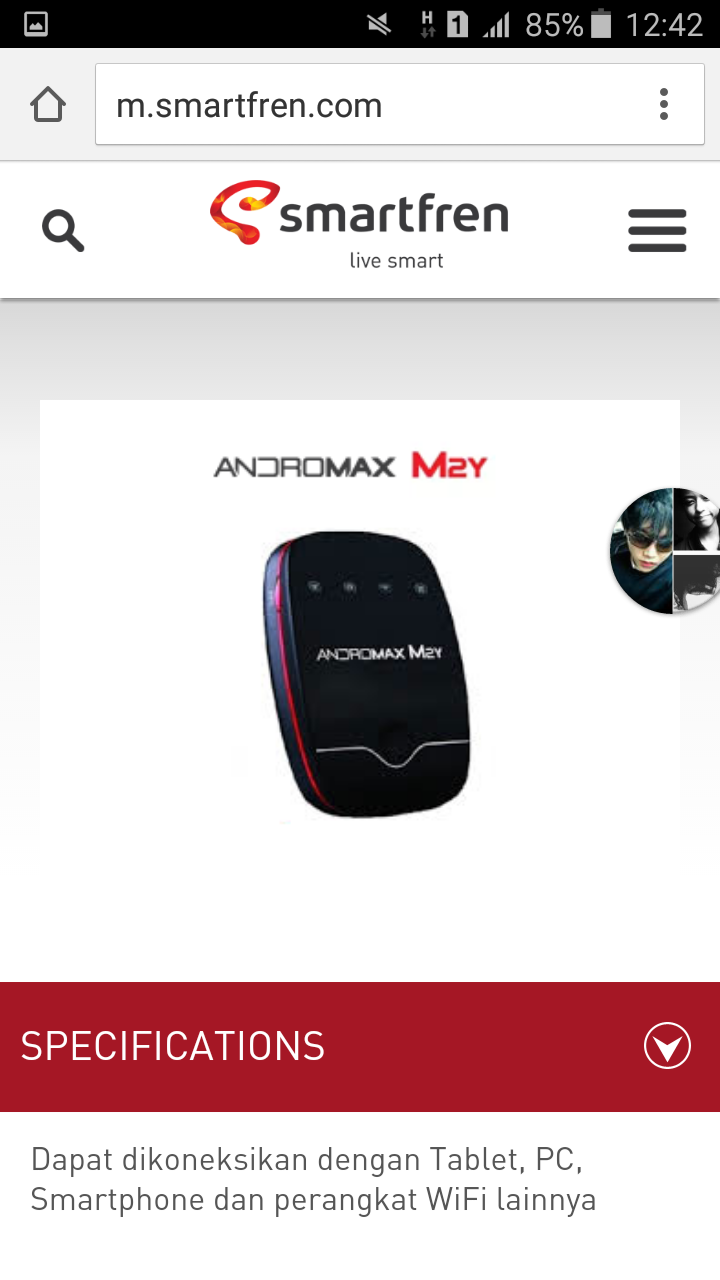 H 1 85% 12:42
m.smartfren.com
smartfren
live smart
ANDROMAX M2Y
ANDROMAX M2Y
SPECIFICATIONS
Dapat dikoneksikan dengan Tablet, PC,
Smartphone dan perangkat WiFi lainnya